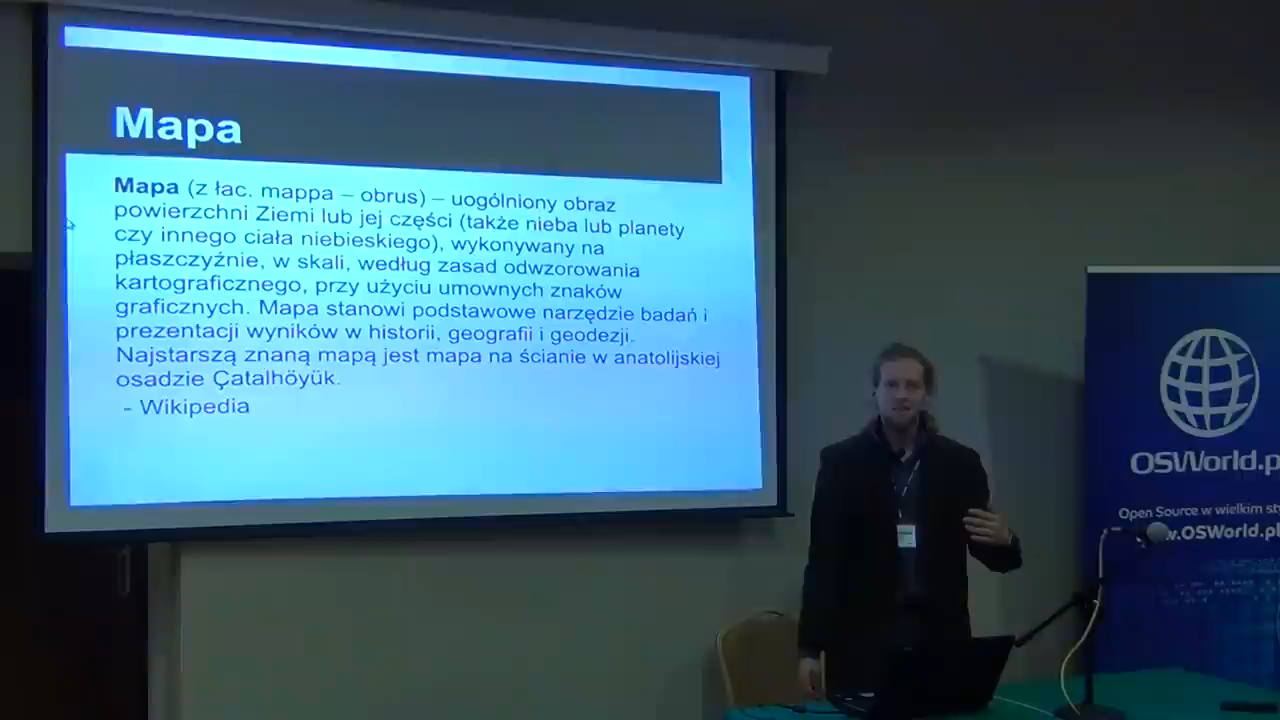 Mapa
Mapa (z łac. mappa – obrus) – uogólniony obraz
powierzchni Ziemi lub jej części (także nieba lub planety
czy innego ciała niebieskiego), wykonywany na
płaszczyźnie, w skali, według zasad odwzorowania
kartograficznego, przy użyciu umownych znaków
graficznych. Mapa stanowi podstawowe narzędzie badań i
prezentacji wyników w historii, geografii i geodezji.
Najstarszą znaną mapą jest mapa na ścianie w anatolijskiej
osadzie Çatalhöyük.
- Wikipedia
OSWorld.p
Open Source w wielkim st
w.OSWorld.pl